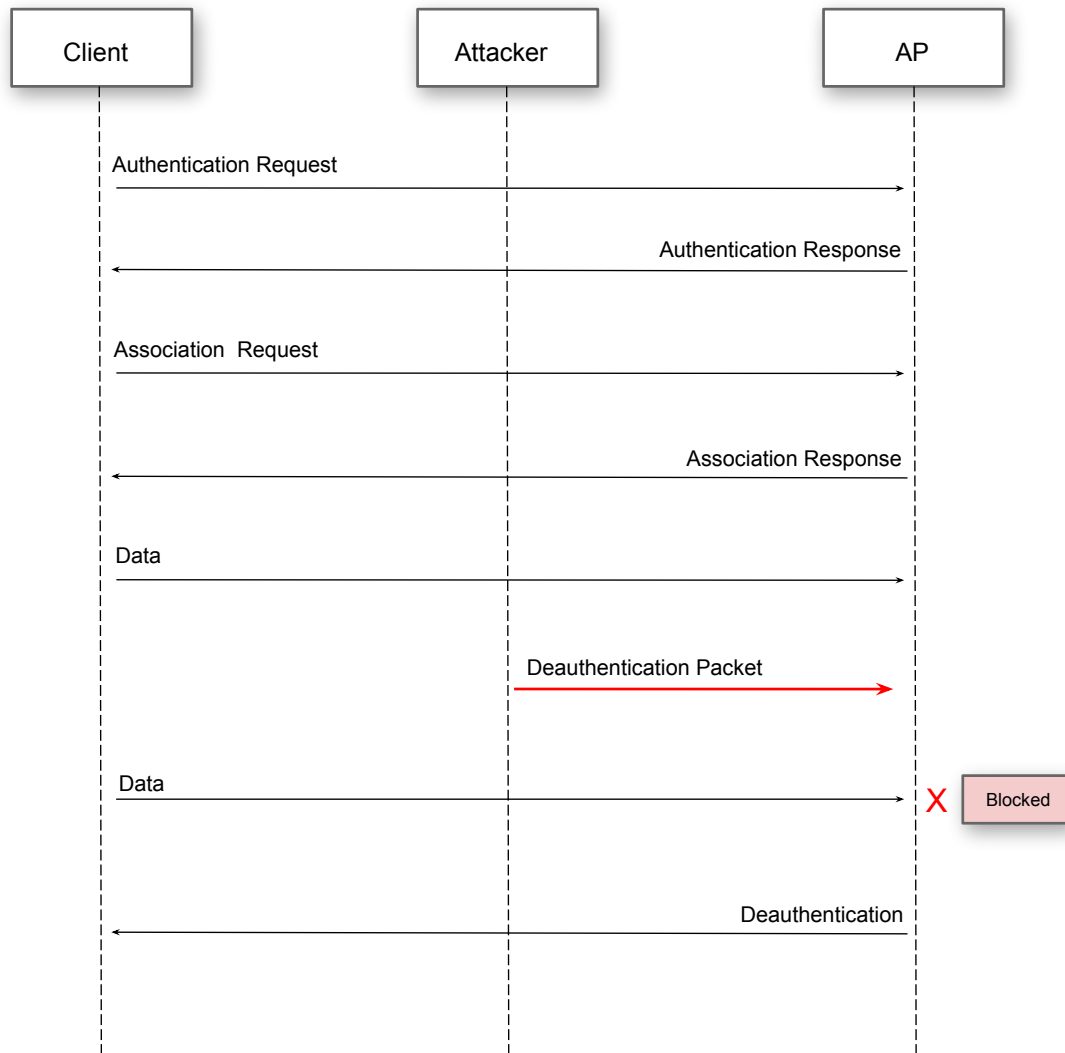 Client
Attacker
AP
Authentication Request
Authentication Response
Association  Request
Association Response
Data
Deauthentication Packet
Data
X
Blocked
Deauthentication